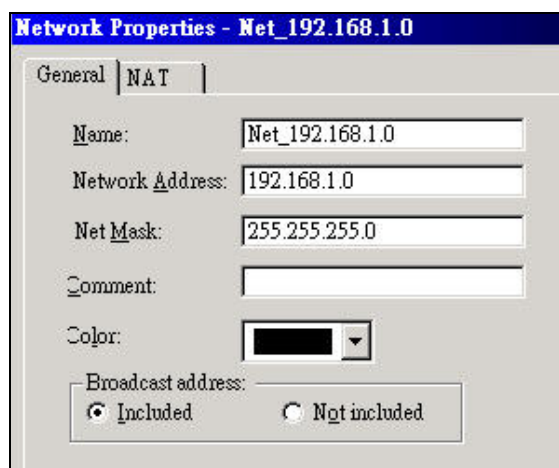 Network Properties - Net_192.168.1.0
General NAT
Name: Net_192.168.1.0
Network Address: 192.168.1.0
Net Mask: 255.255.255.0
Comment:
Color:
Broadcast address:
Included Not included